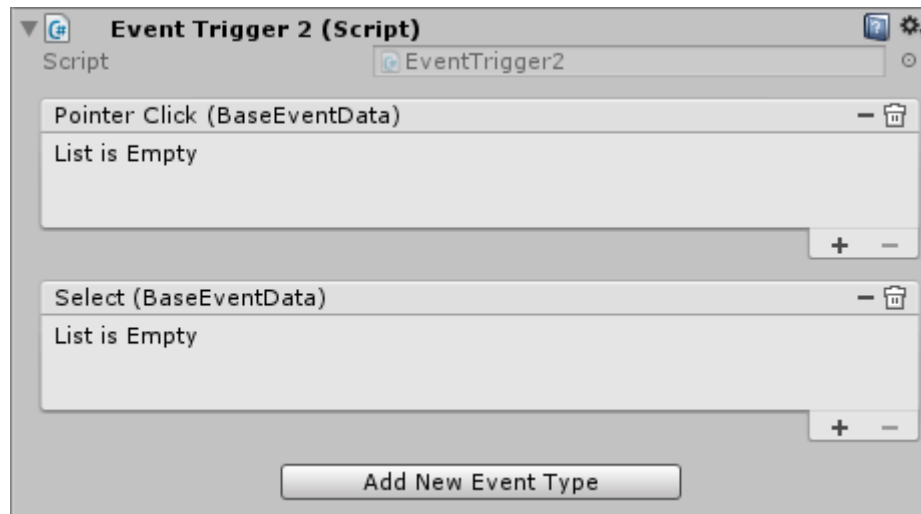 Event Trigger 2 (Script)
Script EventTrigger2
Pointer Click (BaseEventData)
List is Empty
+ −
Select (BaseEventData)
List is Empty
+ −
Add New Event Type